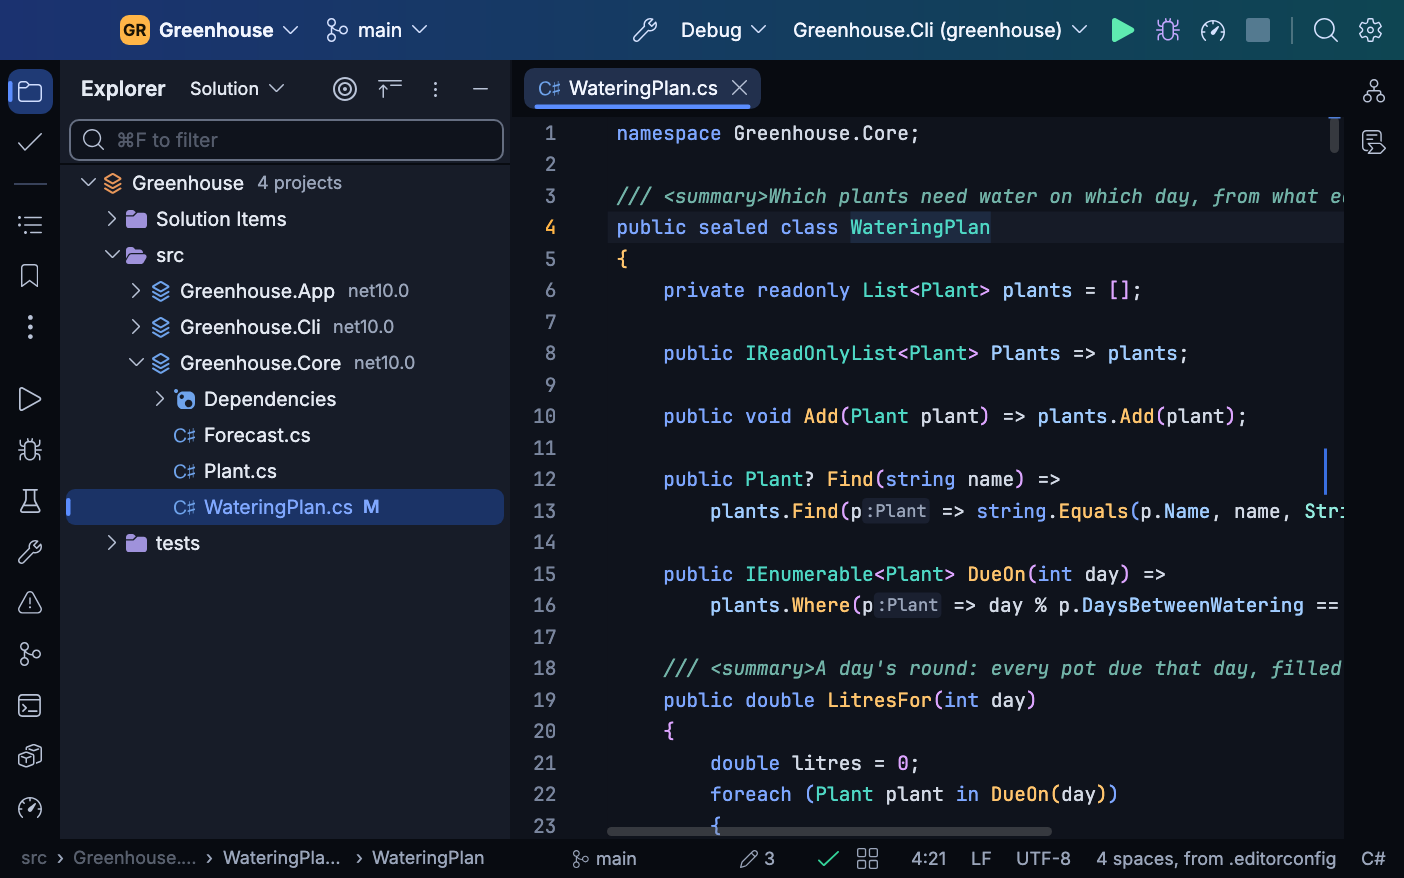 GR Greenhouse main Debug Greenhouse.Cli (greenhouse)
Explorer Solution
⌘F to filter
Greenhouse 4 projects
Solution Items
src
Greenhouse.App net10.0
Greenhouse.Cli net10.0
Greenhouse.Core net10.0
Dependencies
C# Forecast.cs
C# Plant.cs
C# WateringPlan.cs M
tests
C# WateringPlan.cs
1 namespace Greenhouse.Core;
2
3 /// <summary>Which plants need water on which day, from what e
4 public sealed class WateringPlan
5 {
6 private readonly List<Plant> plants = [];
7
8 public IReadOnlyList<Plant> Plants => plants;
9
10 public void Add(Plant plant) => plants.Add(plant);
11
12 public Plant? Find(string name) =>
13 plants.Find(p :Plant => string.Equals(p.Name, name, Stri
14
15 public IEnumerable<Plant> DueOn(int day) =>
16 plants.Where(p :Plant => day % p.DaysBetweenWatering ==
17
18 /// <summary>A day's round: every pot due that day, filled
19 public double LitresFor(int day)
20 {
21 double litres = 0;
22 foreach (Plant plant in DueOn(day))
23 {
src › Greenhouse.... › WateringPla... › WateringPlan main 3 4:21 LF UTF-8 4 spaces, from .editorconfig C#